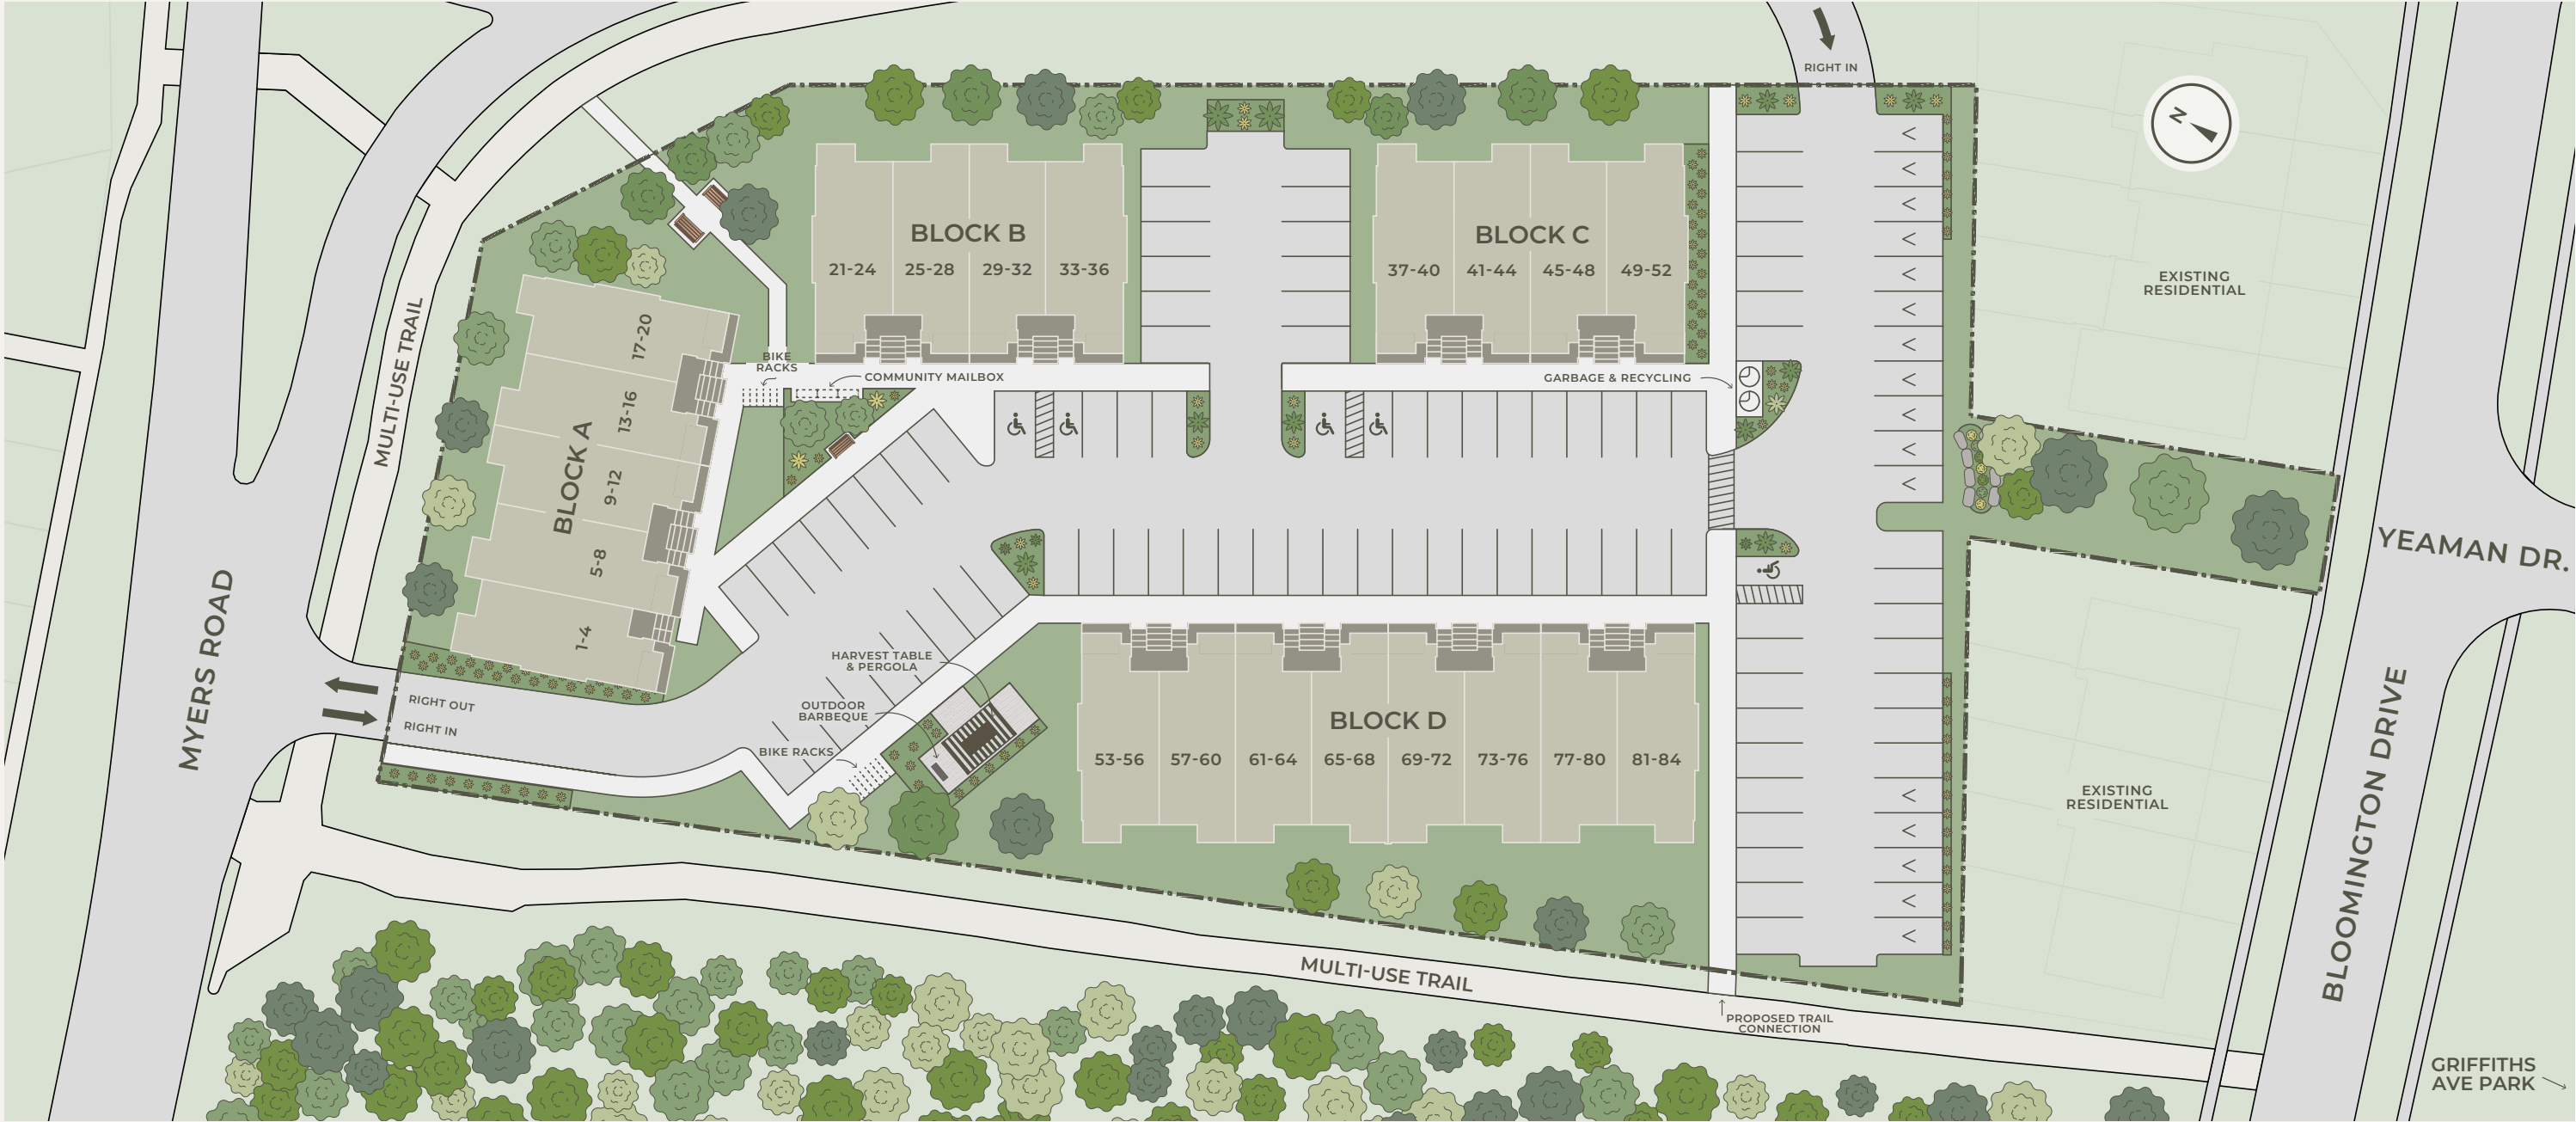 RIGHT IN
N
EXISTING
RESIDENTIAL
MULTI-USE TRAIL
BLOCK B
21-24
25-28
29-32
33-36
BLOCK C
37-40
41-44
45-48
49-52
BIKE
RACKS
COMMUNITY MAILBOX
GARBAGE & RECYCLING
BLOCK A
17-20
13-16
9-12
5-8
1-4
YEAMAN DR.
MYERS ROAD
RIGHT OUT
RIGHT IN
HARVEST TABLE
& PERGOLA
OUTDOOR
BARBEQUE
BIKE RACKS
BLOCK D
53-56
57-60
61-64
65-68
69-72
73-76
77-80
81-84
EXISTING
RESIDENTIAL
BLOOMINGTON DRIVE
MULTI-USE TRAIL
PROPOSED TRAIL
CONNECTION
GRIFFITHS
AVE PARK